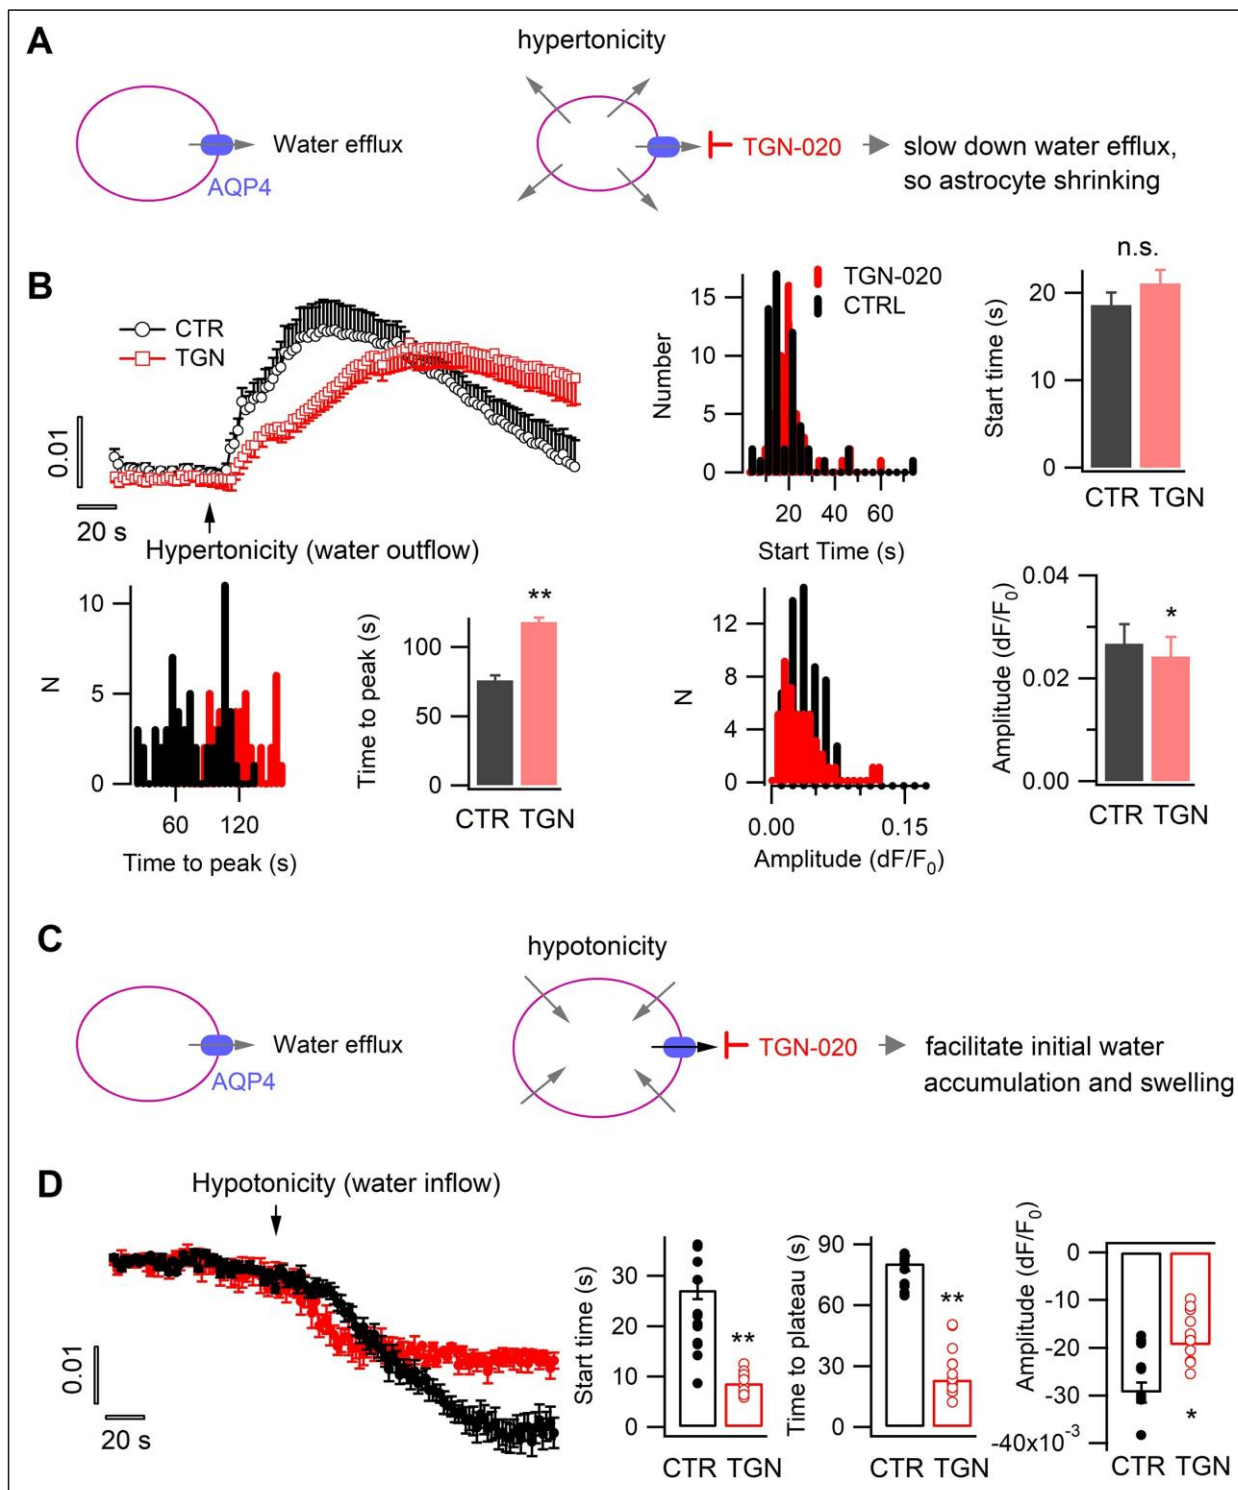 A
hypertonicity
Water efflux
AQP4
TGN-020
slow down water efflux,
so astrocyte shrinking
B
CTR
TGN
0.01
20 s
Hypertonicity (water outflow)
TGN-020
CTRL
Number
15
10
5
0
20 40 60
Start Time (s)
n.s.
Start time (s)
20
10
0
CTR TGN
N
10
5
0
60 120
Time to peak (s)
**
Time to peak (s)
100
50
0
CTR TGN
N
12
8
4
0
0.00 0.15
Amplitude (dF/F0)
*
Amplitude (dF/F0)
0.04
0.02
0.00
CTR TGN
C
hypotonicity
Water efflux
AQP4
TGN-020
facilitate initial water
accumulation and swelling
D
Hypotonicity (water inflow)
0.01
20 s
Start time (s)
30
20
10
0
**
CTR TGN
Time to plateau (s)
90
60
30
0
**
CTR TGN
Amplitude (dF/F0)
0
-10
-20
-30
-40x10-3
*
CTR TGN